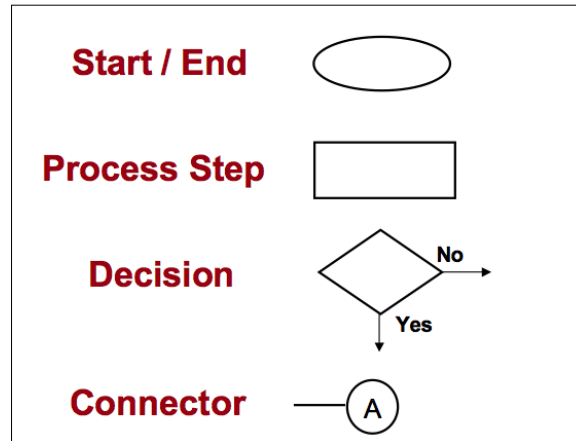 Start / End
Process Step
Decision
No
Yes
Connector
A